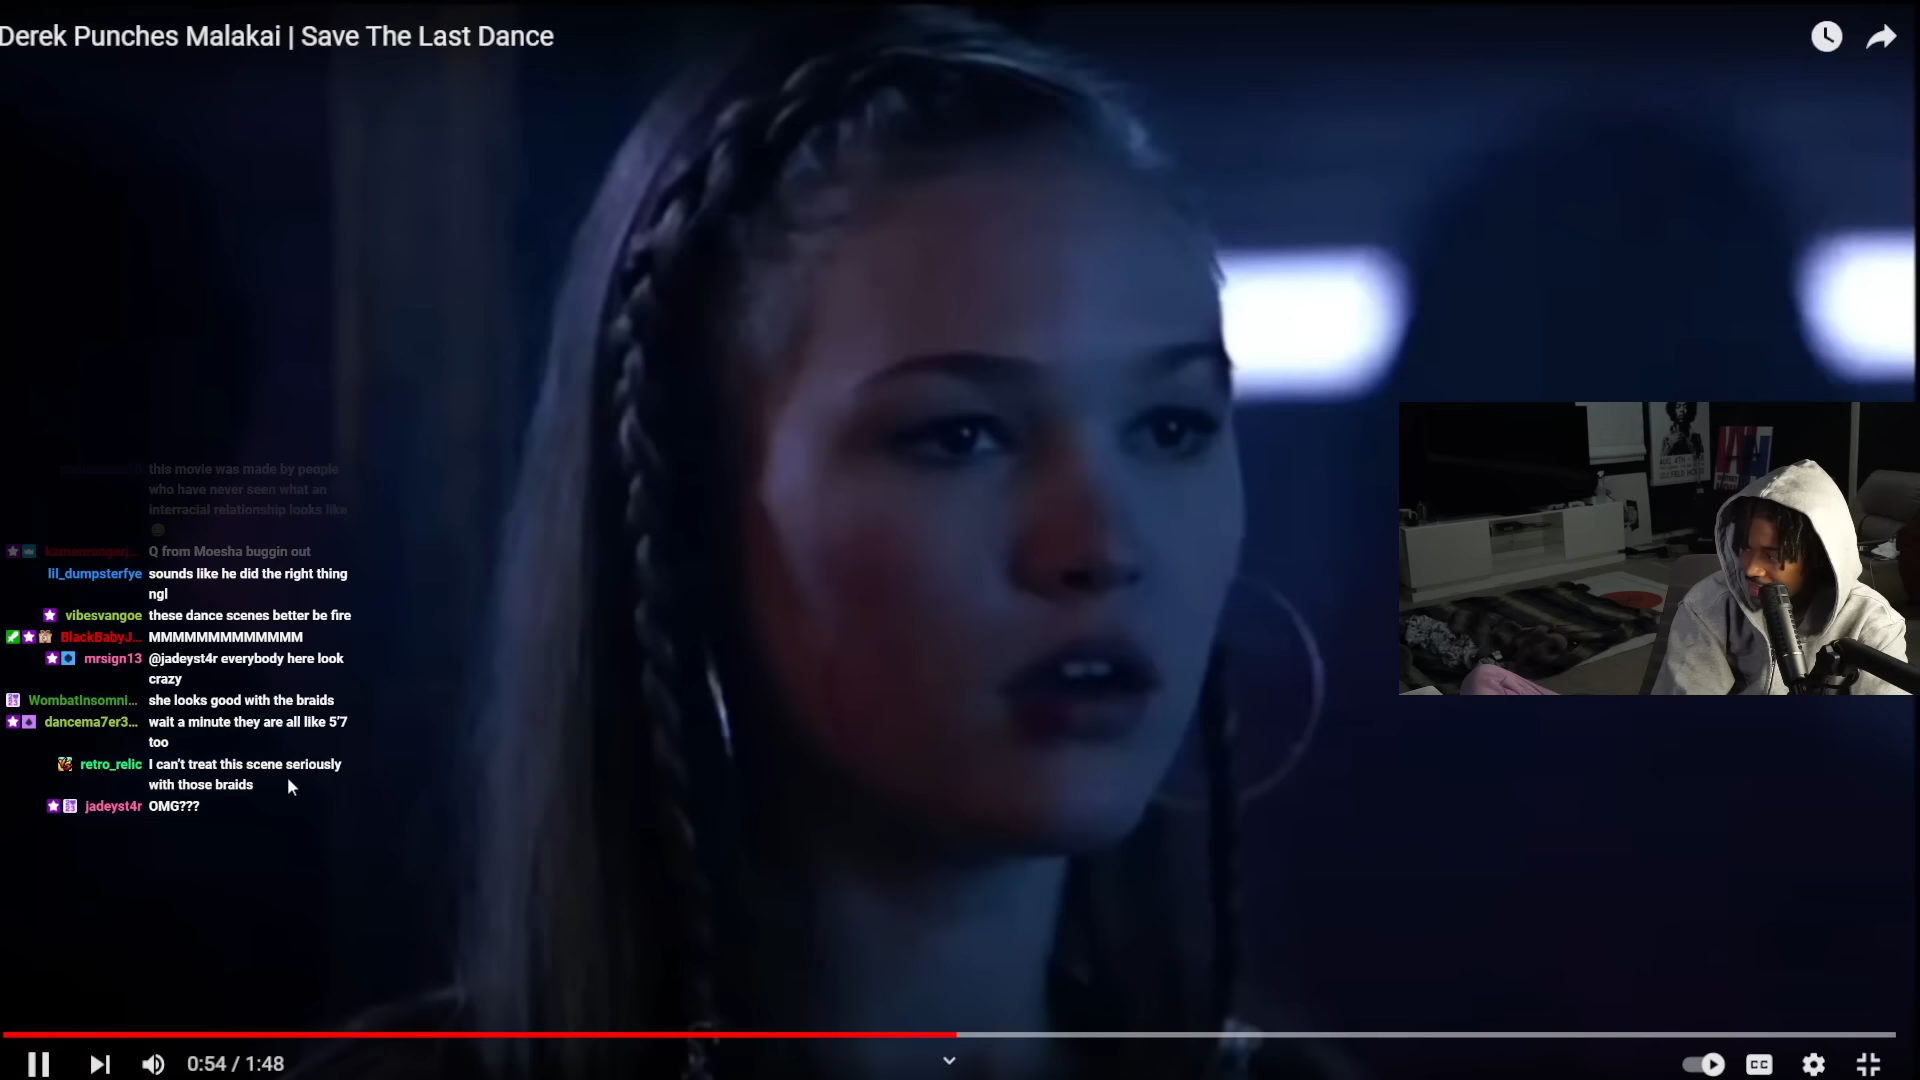 Derek Punches Malakai | Save The Last Dance
this movie was made by people
who have never seen what an
interracial relationship looks like
Q from Moesha buggin out
lil_dumpsterfye sounds like he did the right thing
ngl
vibesvangoe these dance scenes better be fire
BlackBabyJ... MMMMMMMMMMMMM
mrsign13 @jadeyst4r everybody here look
crazy
WombatInsomni... she looks good with the braids
dancema7er3... wait a minute they are all like 5'7
too
retro_relic I can't treat this scene seriously
with those braids
jadeyst4r OMG???
0:54 / 1:48
CC